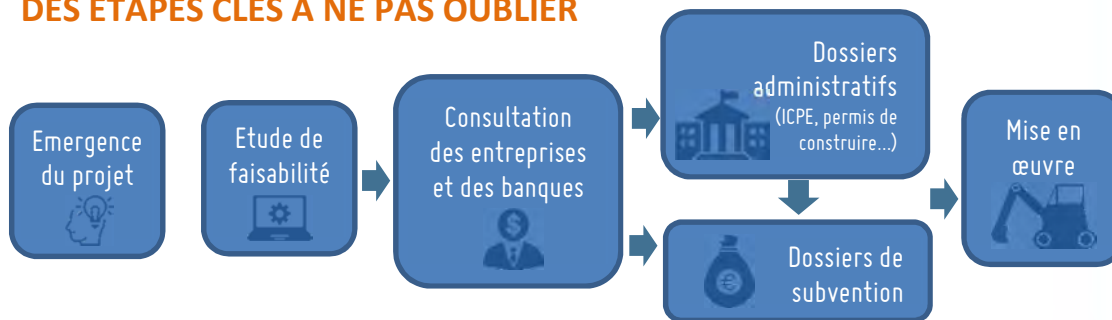 DES ETAPES CLES A NE PAS OUBLIER
Emergence
du projet
Etude de
faisabilité
Consultation
des entreprises
et des banques
Dossiers
administratifs
(ICPE, permis de
construire...)
Dossiers de
subvention
Mise en
œuvre